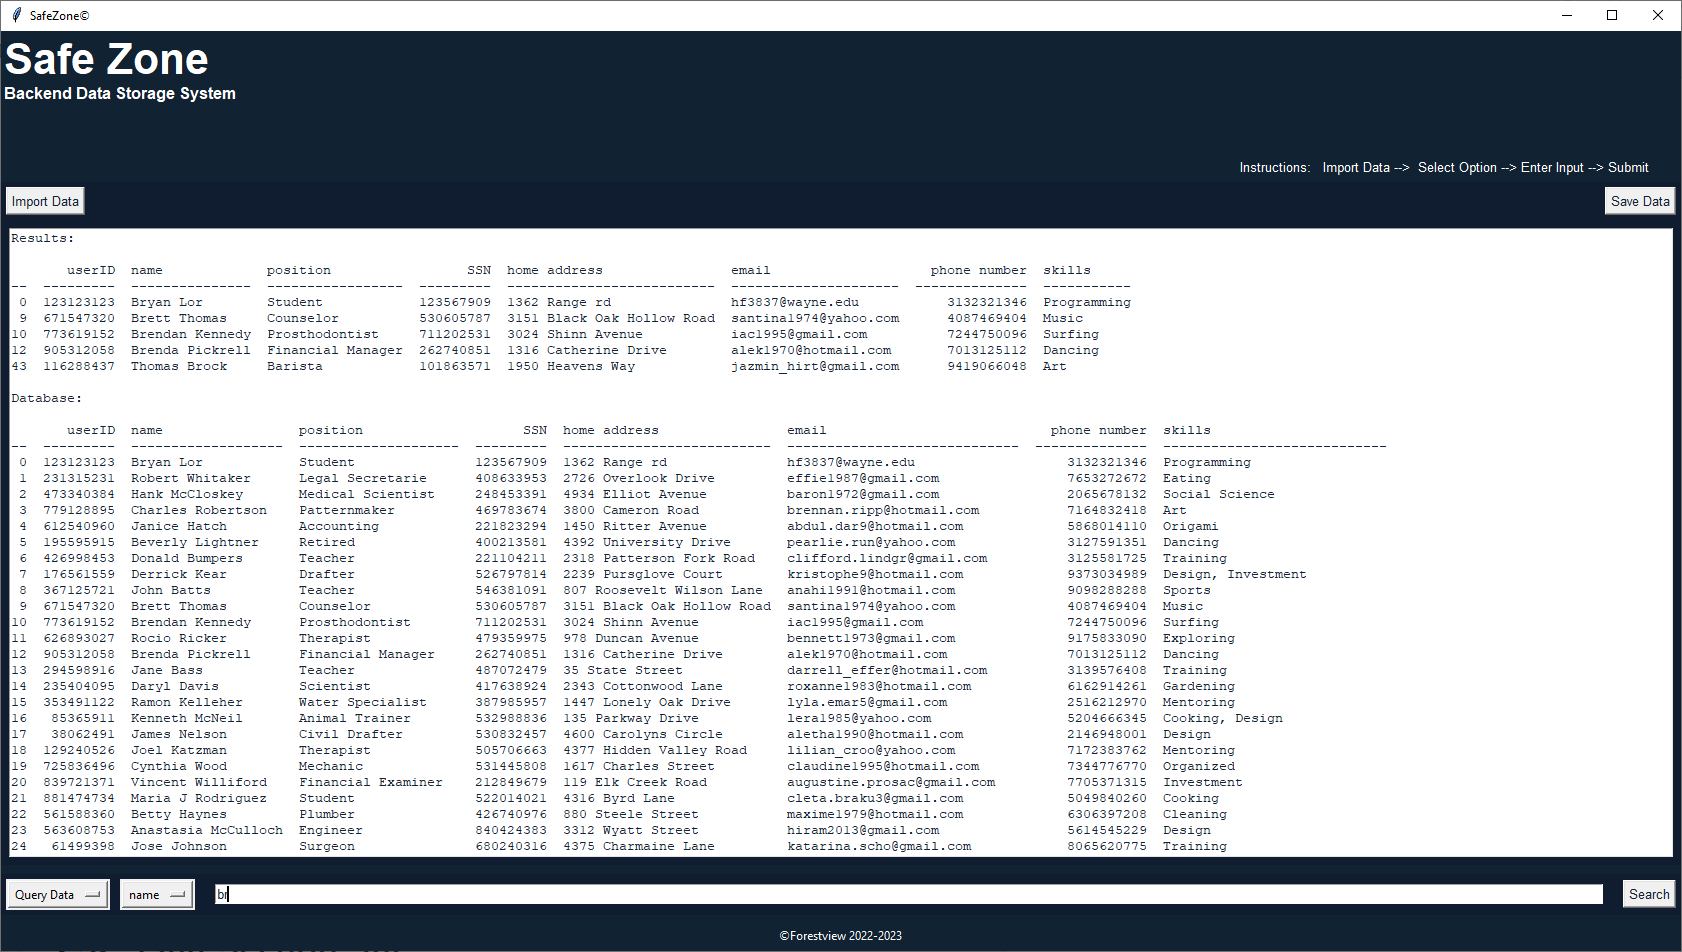 SafeZone©
Safe Zone
Backend Data Storage System
Instructions: Import Data --> Select Option --> Enter Input --> Submit
Import Data Save Data
Results:
userID name position SSN home address email phone number skills
-- --------- --------------- ----------------- --------- -------------------------- --------------------- -------------- -----------
0 123123123 Bryan Lor Student 123567909 1362 Range rd hf3837@wayne.edu 3132321346 Programming
9 671547320 Brett Thomas Counselor 530605787 3151 Black Oak Hollow Road santina1974@yahoo.com 4087469404 Music
10 773619152 Brendan Kennedy Prosthodontist 711202531 3024 Shinn Avenue iac1995@gmail.com 7244750096 Surfing
12 905312058 Brenda Pickrell Financial Manager 262740851 1316 Catherine Drive alek1970@hotmail.com 7013125112 Dancing
43 116288437 Thomas Brock Barista 101863571 1950 Heavens Way jazmin_hirt@gmail.com 9419066048 Art
Database:
userID name position SSN home address email phone number skills
-- --------- ------------------- -------------------- --------- -------------------------- ----------------------------- -------------- ----------------------------
0 123123123 Bryan Lor Student 123567909 1362 Range rd hf3837@wayne.edu 3132321346 Programming
1 231315231 Robert Whitaker Legal Secretarie 408633953 2726 Overlook Drive effie1987@gmail.com 7653272672 Eating
2 473340384 Hank McCloskey Medical Scientist 248453391 4934 Elliot Avenue baron1972@gmail.com 2065678132 Social Science
3 779128895 Charles Robertson Patternmaker 469783674 3800 Cameron Road brennan.ripp@hotmail.com 7164832418 Art
4 612540960 Janice Hatch Accounting 221823294 1450 Ritter Avenue abdul.dar9@hotmail.com 5868014110 Origami
5 195595915 Beverly Lightner Retired 400213581 4392 University Drive pearlie.run@yahoo.com 3127591351 Dancing
6 426998453 Donald Bumpers Teacher 221104211 2318 Patterson Fork Road clifford.lindgr@gmail.com 3125581725 Training
7 176561559 Derrick Kear Drafter 526797814 2239 Pursglove Court kristophe9@hotmail.com 9373034989 Design, Investment
8 367125721 John Batts Teacher 546381091 807 Roosevelt Wilson Lane anahi1991@hotmail.com 9098288288 Sports
9 671547320 Brett Thomas Counselor 530605787 3151 Black Oak Hollow Road santina1974@yahoo.com 4087469404 Music
10 773619152 Brendan Kennedy Prosthodontist 711202531 3024 Shinn Avenue iac1995@gmail.com 7244750096 Surfing
11 626893027 Rocio Ricker Therapist 479359975 978 Duncan Avenue bennett1973@gmail.com 9175833090 Exploring
12 905312058 Brenda Pickrell Financial Manager 262740851 1316 Catherine Drive alek1970@hotmail.com 7013125112 Dancing
13 294598916 Jane Bass Teacher 487072479 35 State Street darrell_effer@hotmail.com 3139576408 Training
14 235404095 Daryl Davis Scientist 417638924 2343 Cottonwood Lane roxanne1983@hotmail.com 6162914261 Gardening
15 353491122 Ramon Kelleher Water Specialist 387985957 1447 Lonely Oak Drive lyla.emar5@gmail.com 2516212970 Mentoring
16 85365911 Kenneth McNeil Animal Trainer 532988836 135 Parkway Drive lera1985@yahoo.com 5204666345 Cooking, Design
17 38062491 James Nelson Civil Drafter 530832457 4600 Carolyns Circle aletha1990@hotmail.com 2146948001 Design
18 129240526 Joel Katzman Therapist 505706663 4377 Hidden Valley Road lilian_croo@yahoo.com 7172383762 Mentoring
19 725836496 Cynthia Wood Mechanic 531445808 1617 Charles Street claudine1995@hotmail.com 7344776770 Organized
20 839721371 Vincent Williford Financial Examiner 212849679 119 Elk Creek Road augustine.prosac@gmail.com 7705371315 Investment
21 881474734 Maria J Rodriguez Student 522014021 4316 Byrd Lane cleta.braku3@gmail.com 5049840260 Cooking
22 561588360 Betty Haynes Plumber 426740976 880 Steele Street maxime1979@hotmail.com 6306397208 Cleaning
23 563608753 Anastasia McCulloch Engineer 840424383 3312 Wyatt Street hiram2013@gmail.com 5614545229 Design
24 61499398 Jose Johnson Surgeon 680240316 4375 Charmaine Lane katarina.scho@gmail.com 8065620775 Training
Query Data name br Search
©Forestview 2022-2023